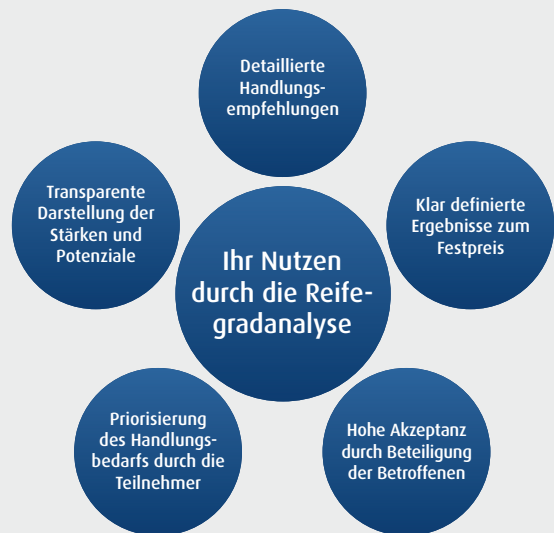 Detaillierte
Handlungs-
empfehlungen
Transparente
Darstellung der
Stärken und
Potenziale
Klar definierte
Ergebnisse zum
Festpreis
Ihr Nutzen
durch die Reife-
gradanalyse
Priorisierung
des Handlungs-
bedarfs durch die
Teilnehmer
Hohe Akzeptanz
durch Beteiligung
der Betroffenen